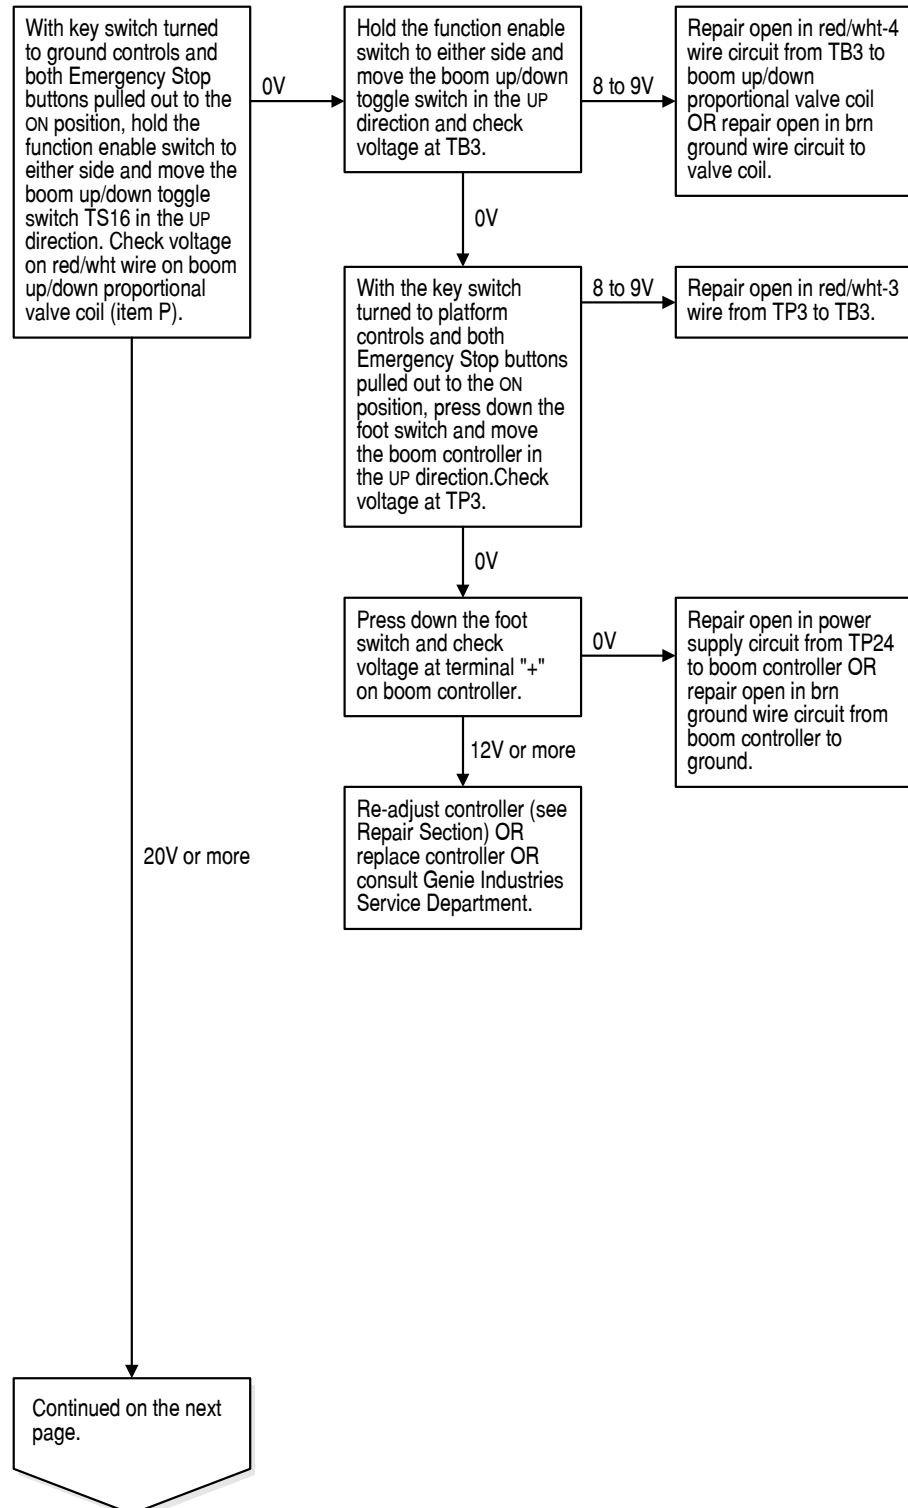 With key switch turned
to ground controls and
both Emergency Stop
buttons pulled out to the
ON position, hold the
function enable switch to
either side and move the
boom up/down toggle
switch TS16 in the UP
direction. Check voltage
on red/wht wire on boom
up/down proportional
valve coil (item P).
0V
Hold the function enable
switch to either side and
move the boom up/down
toggle switch in the UP
direction and check
voltage at TB3.
8 to 9V
Repair open in red/wht-4
wire circuit from TB3 to
boom up/down
proportional valve coil
OR repair open in brn
ground wire circuit to
valve coil.
0V
With the key switch
turned to platform
controls and both
Emergency Stop buttons
pulled out to the ON
position, press down the
foot switch and move
the boom controller in
the UP direction.Check
voltage at TP3.
8 to 9V
Repair open in red/wht-3
wire from TP3 to TB3.
0V
Press down the foot
switch and check
voltage at terminal "+"
on boom controller.
0V
Repair open in power
supply circuit from TP24
to boom controller OR
repair open in brn
ground wire circuit from
boom controller to
ground.
12V or more
Re-adjust controller (see
Repair Section) OR
replace controller OR
consult Genie Industries
Service Department.
20V or more
Continued on the next
page.